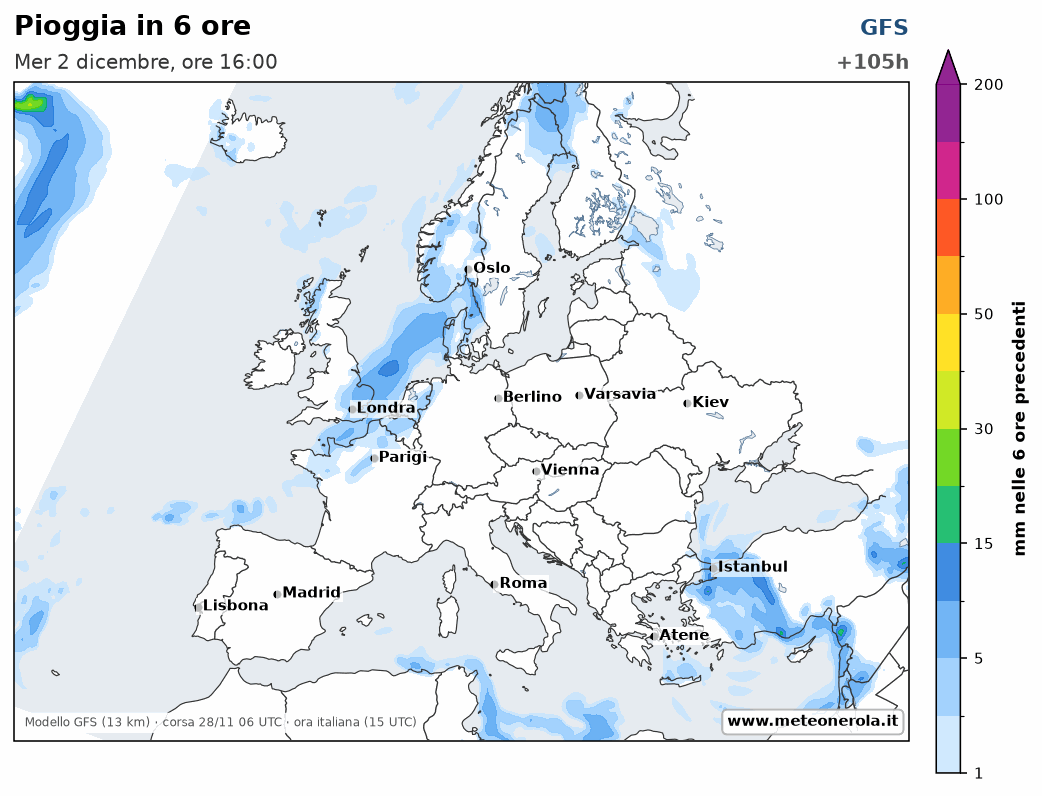 Pioggia in 6 ore
GFS
Mer 2 dicembre, ore 16:00
+105h
200
100
50
30
15
5
1
mm nelle 6 ore precedenti
Oslo
Londra
Berlino
Varsavia
Kiev
Parigi
Vienna
Istanbul
Roma
Madrid
Lisbona
Atene
Modello GFS (13 km) · corsa 28/11 06 UTC · ora italiana (15 UTC)
www.meteonerola.it